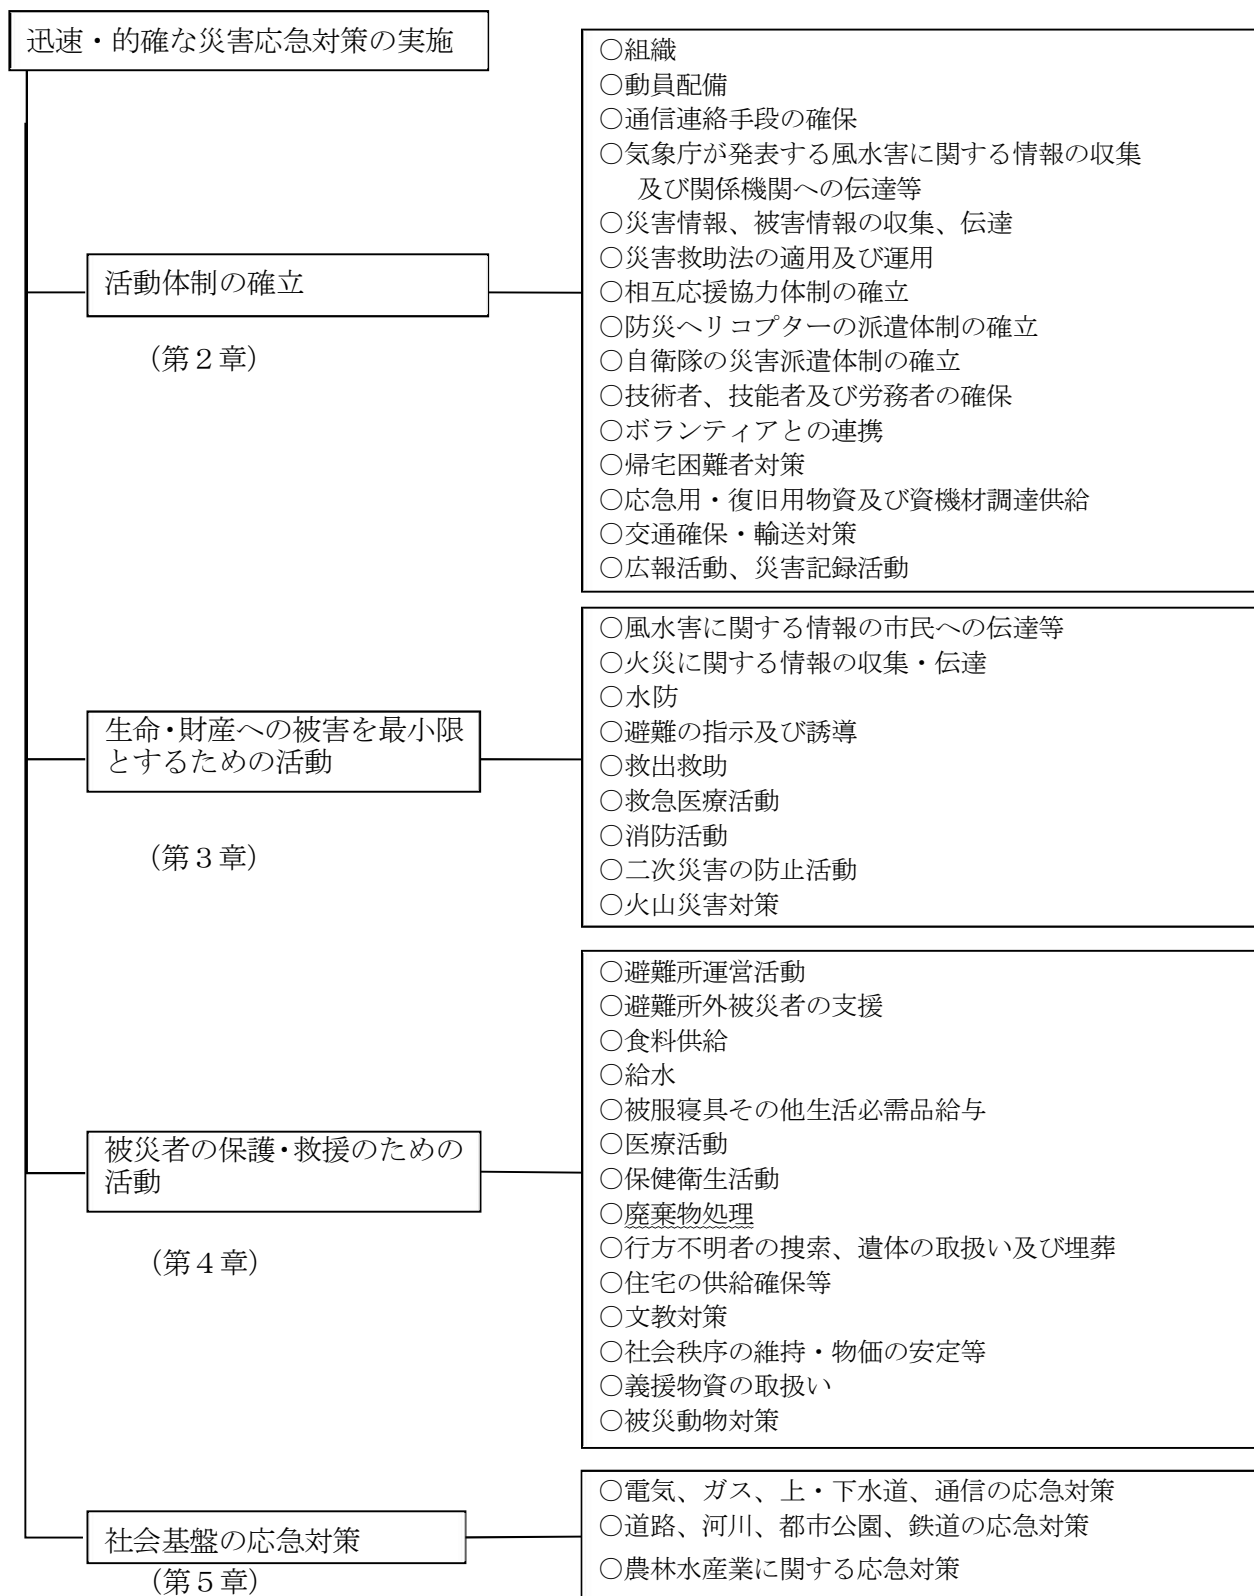 迅速・的確な災害応急対策の実施
活動体制の確立
(第２章)
○組織
○動員配備
○通信連絡手段の確保
○気象庁が発表する風水害に関する情報の収集
及び関係機関への伝達等
○災害情報、被害情報の収集、伝達
○災害救助法の適用及び運用
○相互応援協力体制の確立
○防災ヘリコプターの派遣体制の確立
○自衛隊の災害派遣体制の確立
○技術者、技能者及び労務者の確保
○ボランティアとの連携
○帰宅困難者対策
○応急用・復旧用物資及び資機材調達供給
○交通確保・輸送対策
○広報活動、災害記録活動
生命・財産への被害を最小限
とするための活動
(第３章)
○風水害に関する情報の市民への伝達等
○火災に関する情報の収集・伝達
○水防
○避難の指示及び誘導
○救出救助
○救急医療活動
○消防活動
○二次災害の防止活動
○火山災害対策
被災者の保護・救援のための
活動
(第４章)
○避難所運営活動
○避難所外被災者の支援
○食料供給
○給水
○被服寝具その他生活必需品給与
○医療活動
○保健衛生活動
○廃棄物処理
○行方不明者の捜索、遺体の取扱い及び埋葬
○住宅の供給確保等
○文教対策
○社会秩序の維持・物価の安定等
○義援物資の取扱い
○被災動物対策
社会基盤の応急対策
(第５章)
○電気、ガス、上・下水道、通信の応急対策
○道路、河川、都市公園、鉄道の応急対策
○農林水産業に関する応急対策